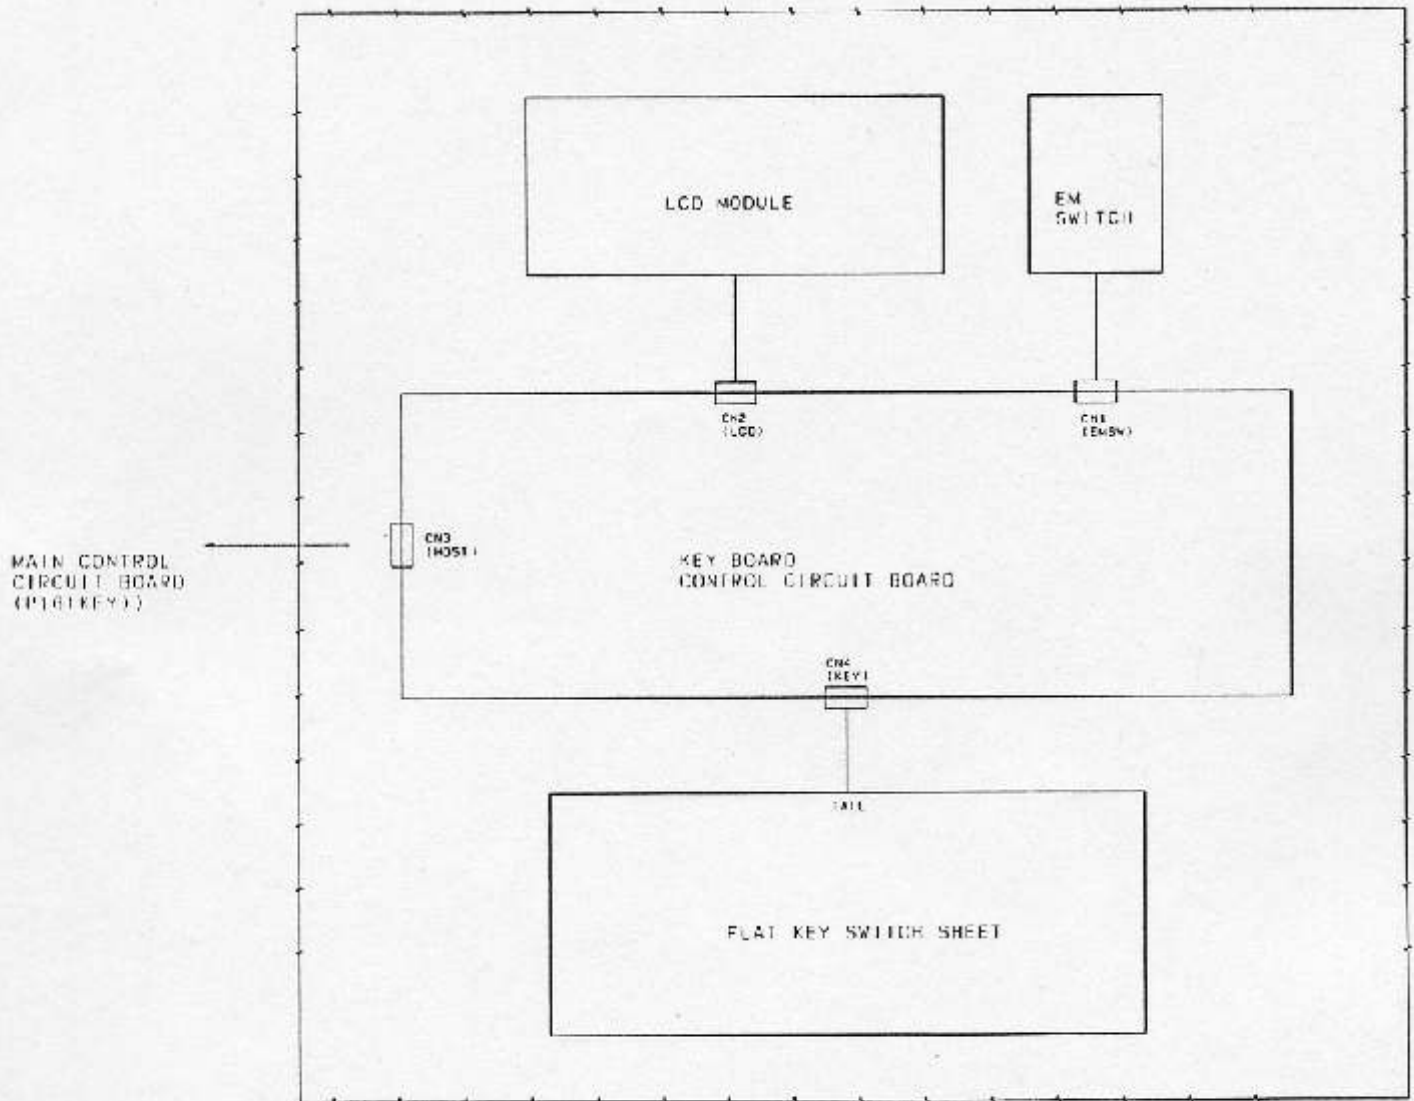 LCD MODULE
EM
SWITCH
CN2
(LCD)
CN1
(EMSW)
CN3
(HOST)
MAIN CONTROL
CIRCUIT BOARD
KEY BOARD
CONTROL CIRCUIT BOARD
CN4
(KEY)
TAIL
FLAT KEY SWITCH SHEET